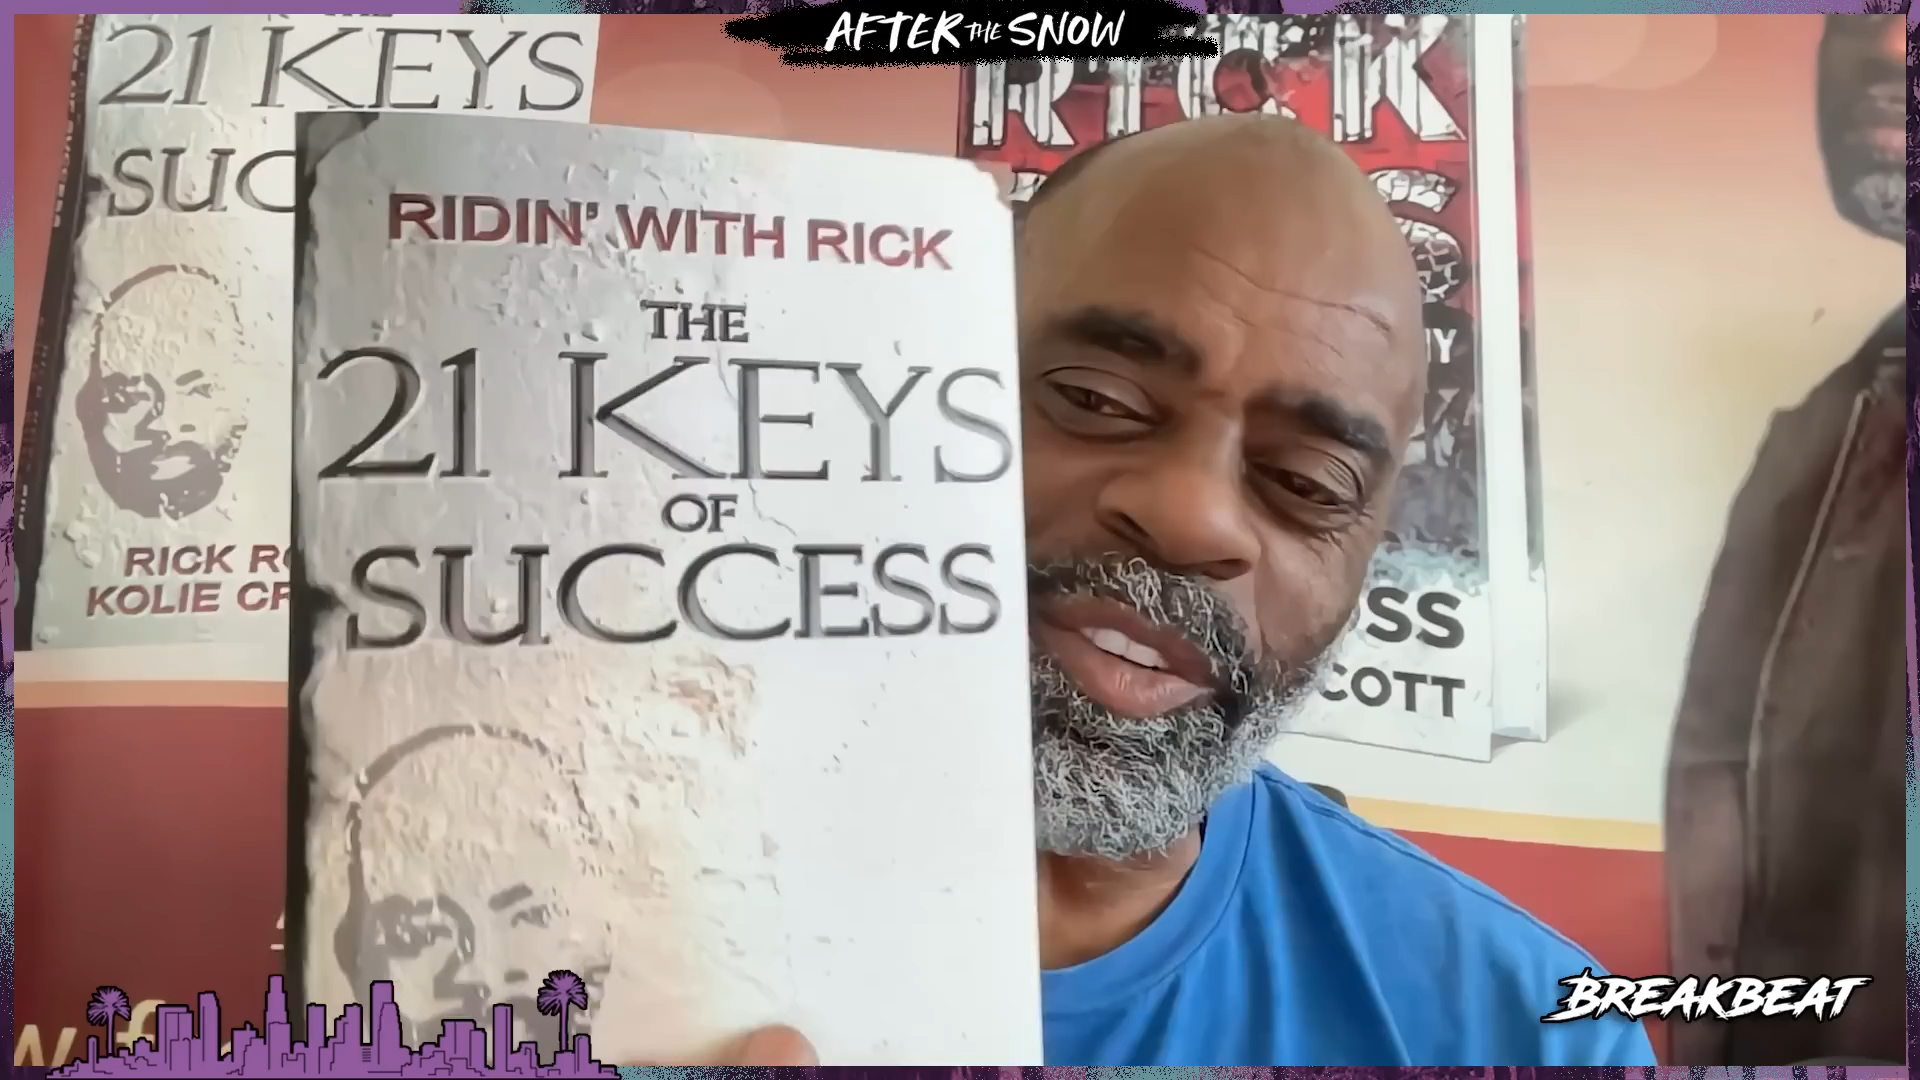 AFTER THE SNOW
21 KEYS
SUC
RICK R
KOLIE CR
RIDIN' WITH RICK
THE
21 KEYS
OF
SUCCESS
RICK
SS
COTT
BREAKBEAT